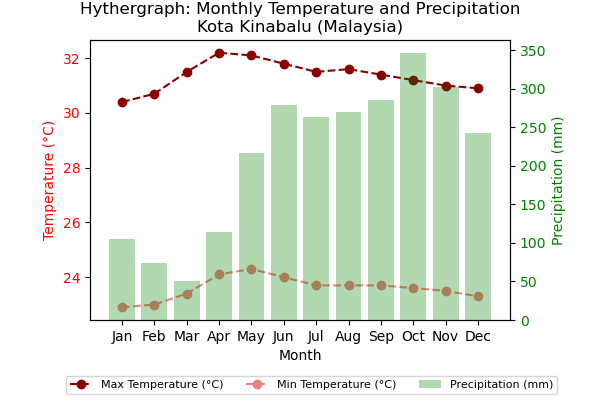 Hythergraph: Monthly Temperature and Precipitation
Kota Kinabalu (Malaysia)
32
30
28
26
24
Temperature (°C)
350
300
250
200
150
100
50
0
Precipitation (mm)
Jan Feb Mar Apr May Jun Jul Aug Sep Oct Nov Dec
Month
Max Temperature (°C) Min Temperature (°C) Precipitation (mm)